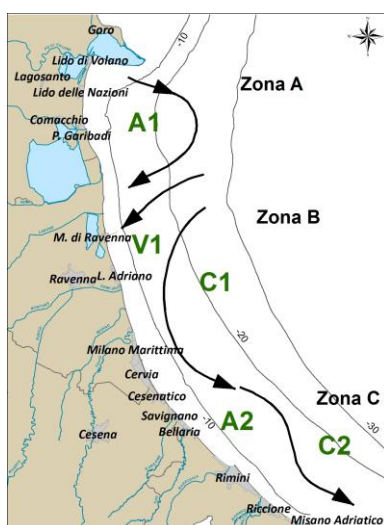 Goro
-10
Lido di Volano
Lagosanto
Zona A
Lido delle Nazioni
A1
Comacchio
P. Garibadi
Zona B
M. di Ravenna
V1
Ravenna
L. Adriano
C1
-20
Milano Marittima
Cervia
Zona C
Cesenatico
-10
-30
Savignano
A2
Cesena
Bellaria
C2
Rimini
Riccione
Misano Adriatico